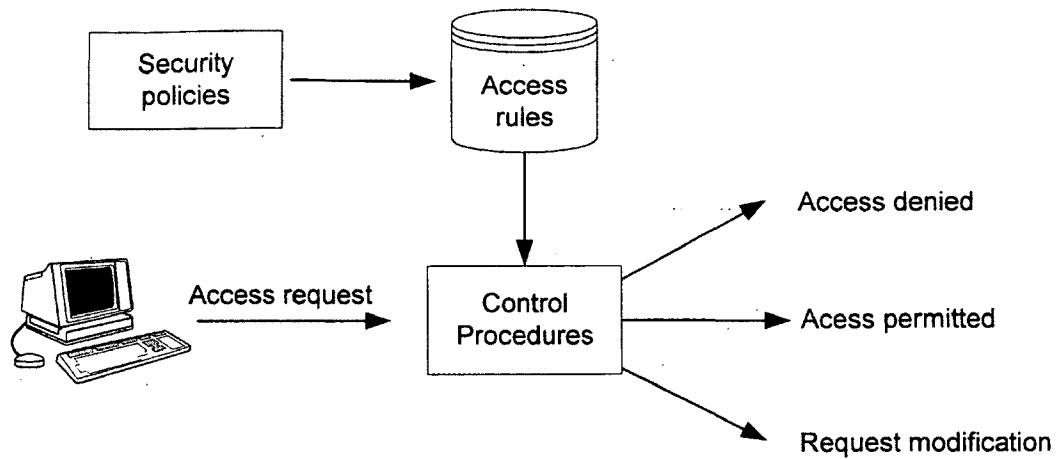 Security
policies
Access
rules
Access denied
Access request
Control
Procedures
Acess permitted
Request modification